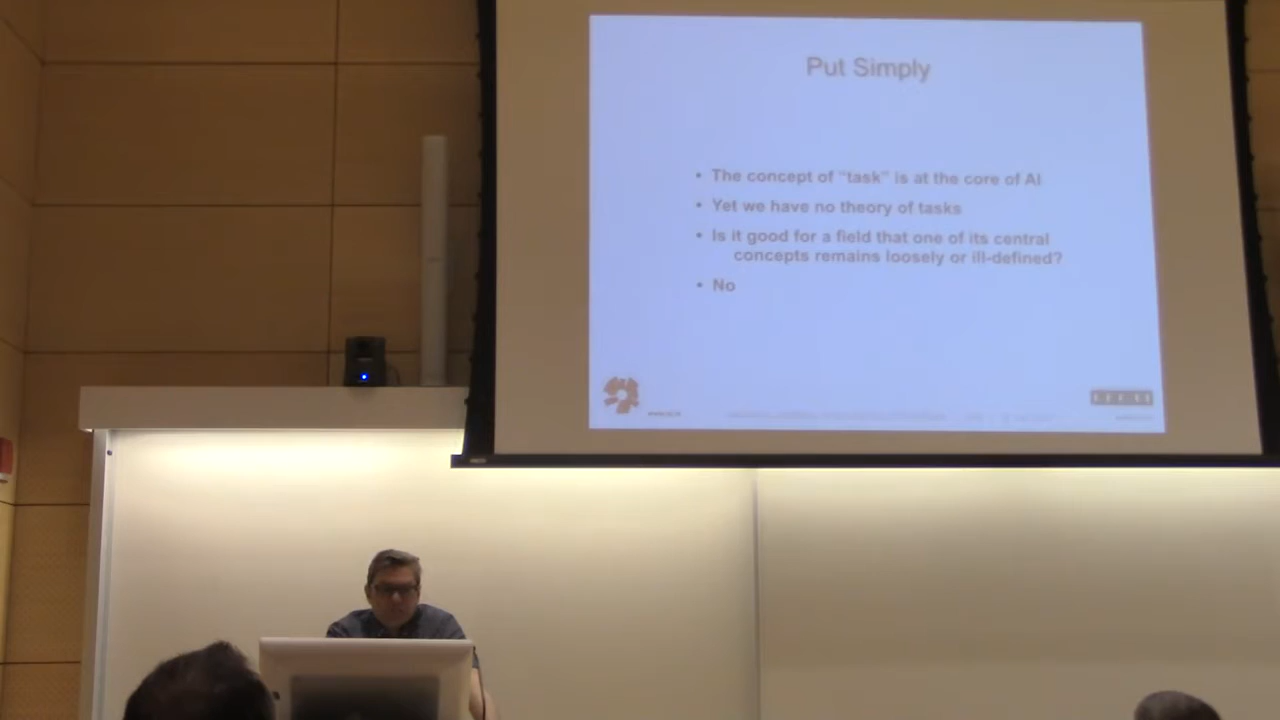 Put Simply
• The concept of “task” is at the core of AI
• Yet we have no theory of tasks
• Is it good for a field that one of its central
concepts remains loosely or ill-defined?
• No